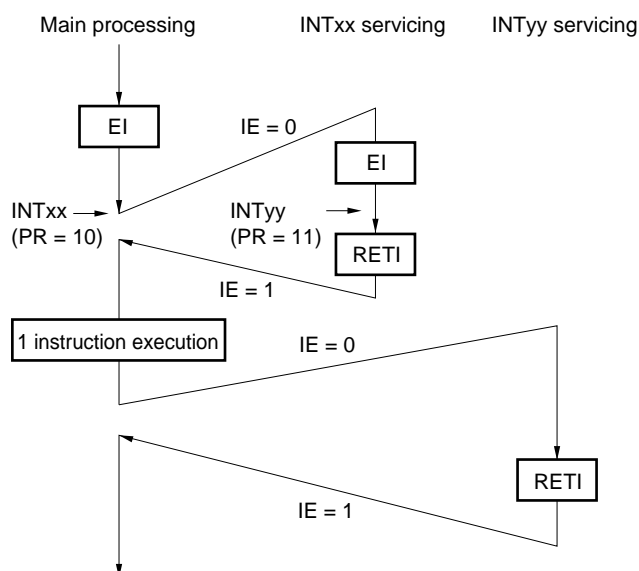 Main processing
INTxx servicing
INTyy servicing
EI
IE = 0
EI
INTxx
(PR = 10)
INTyy
(PR = 11)
RETI
IE = 1
1 instruction execution
IE = 0
RETI
IE = 1